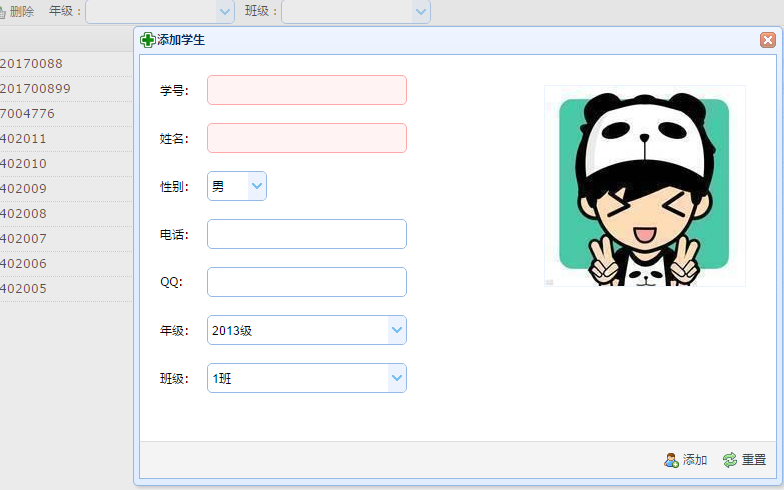 删除 年级：
班级：
添加学生
20170088
201700899
7004776
402011
402010
402009
402008
402007
402006
402005
学号:
姓名:
性别: 男
电话:
QQ:
年级: 2013级
班级: 1班
添加 重置